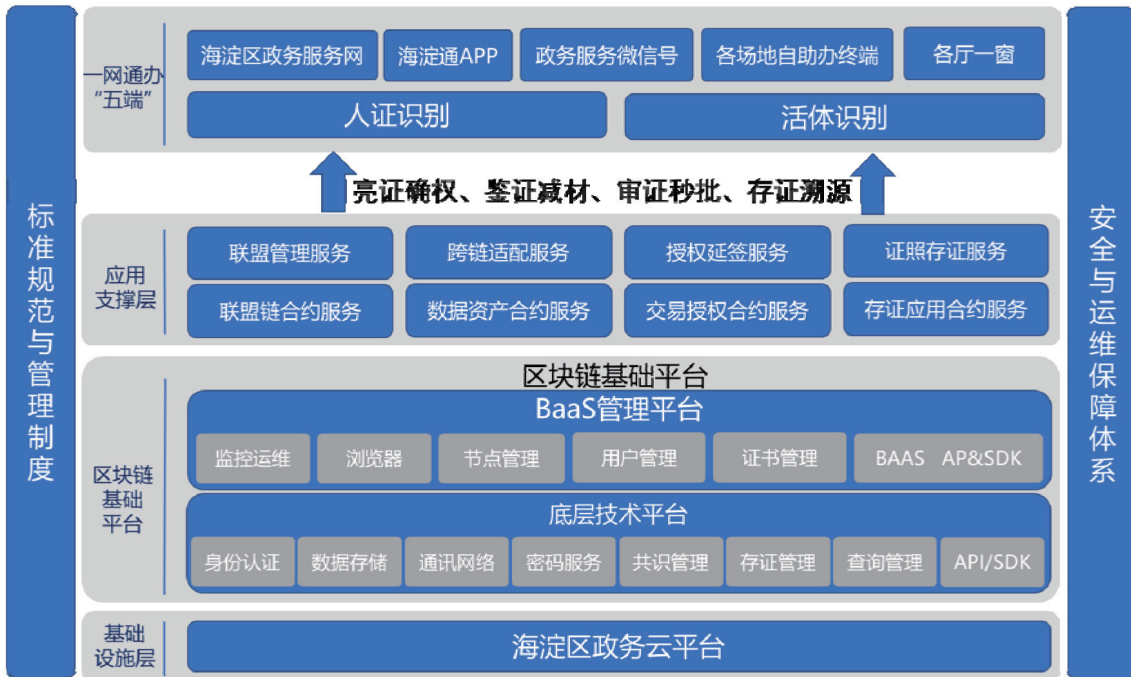 标准规范与管理制度
一网通办
“五端”
海淀区政务服务网
海淀通APP
政务服务微信号
各场地自助办终端
各厅一窗
人证识别
活体识别
亮证确权、鉴证减材、审证秒批、存证溯源
应用
支撑层
联盟管理服务
跨链适配服务
授权延签服务
证照存证服务
联盟链合约服务
数据资产合约服务
交易授权合约服务
存证应用合约服务
区块链
基础
平台
区块链基础平台
BaaS管理平台
监控运维
浏览器
节点管理
用户管理
证书管理
BAAS AP&SDK
底层技术平台
身份认证
数据存储
通讯网络
密码服务
共识管理
存证管理
查询管理
API/SDK
基础
设施层
海淀区政务云平台
安全与运维保障体系